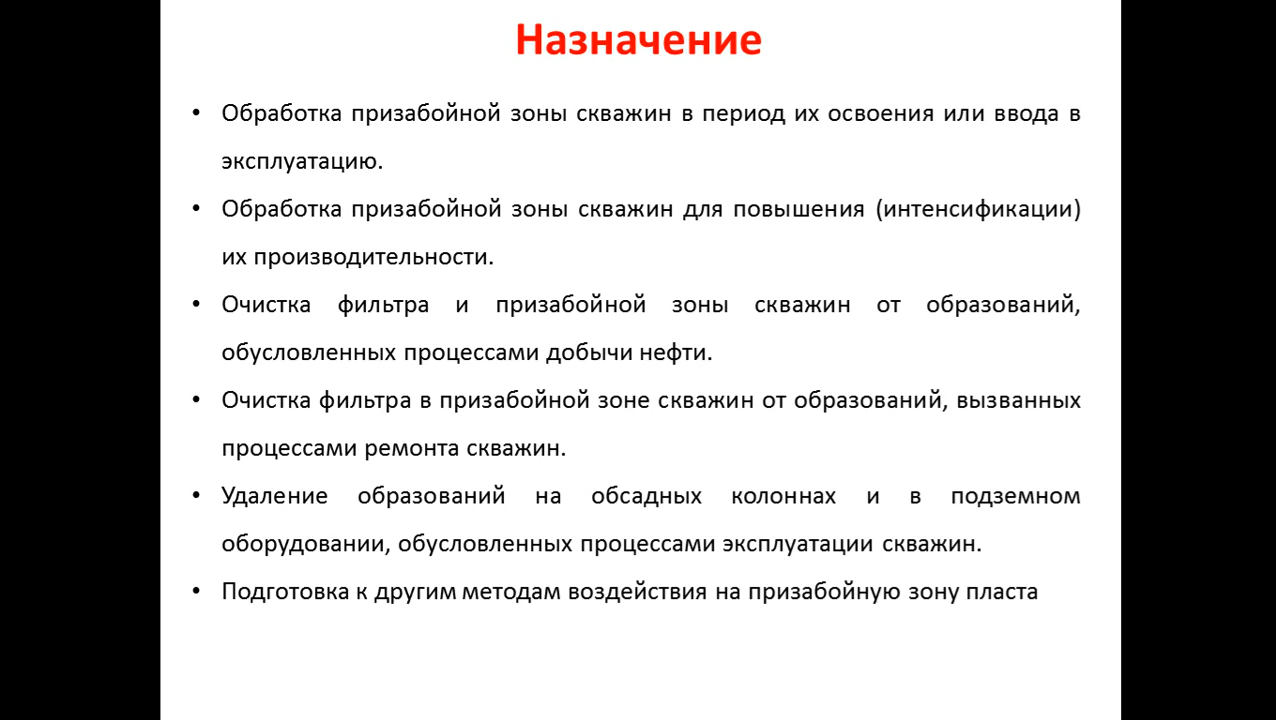 Назначение
• Обработка призабойной зоны скважин в период их освоения или ввода в
эксплуатацию.
• Обработка призабойной зоны скважин для повышения (интенсификации)
их производительности.
• Очистка фильтра и призабойной зоны скважин от образований,
обусловленных процессами добычи нефти.
• Очистка фильтра в призабойной зоне скважин от образований, вызванных
процессами ремонта скважин.
• Удаление образований на обсадных колоннах и в подземном
оборудовании, обусловленных процессами эксплуатации скважин.
• Подготовка к другим методам воздействия на призабойную зону пласта